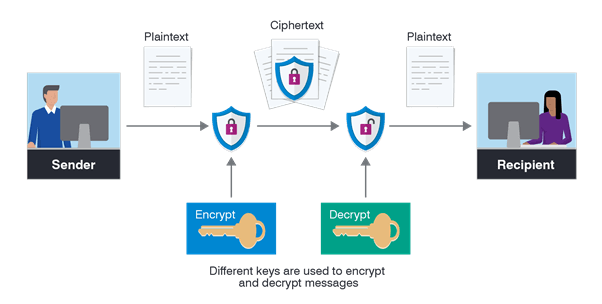 Ciphertext
Plaintext
Plaintext
Sender
Recipient
Encrypt
Decrypt
Different keys are used to encrypt
and decrypt messages